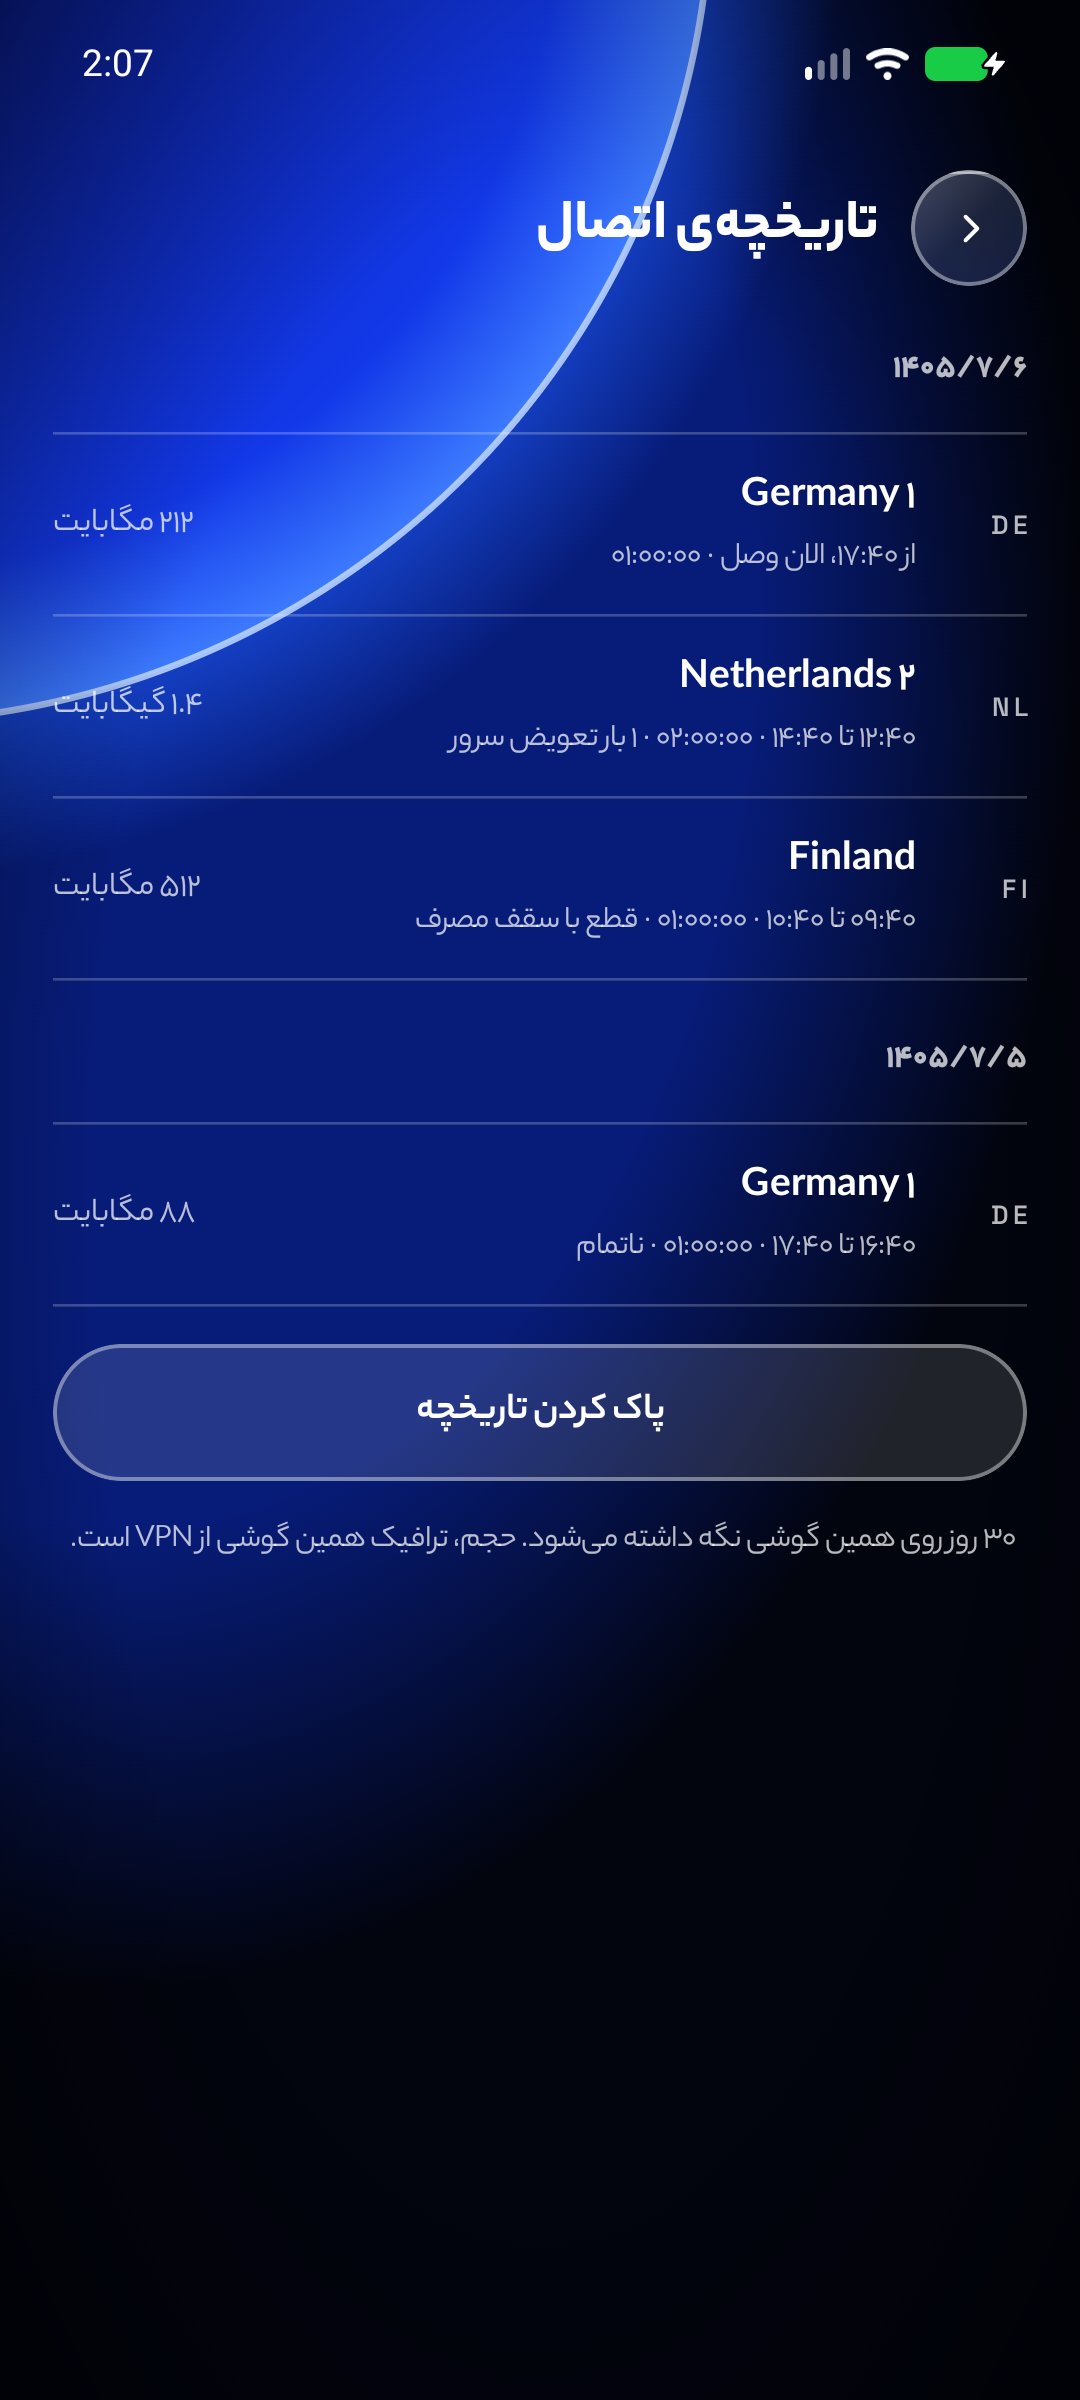 2:07
تاریخچه‌ی اتصال
۱۴۰۵/۷/۶
DE
Germany ۱
۲۱۲ مگابایت
از ۱۷:۴۰، الان وصل · ۰۱:۰۰:۰۰
NL
Netherlands ۲
۱.۴ گیگابایت
۱۲:۴۰ تا ۱۴:۴۰ · ۰۲:۰۰:۰۰ · ۱ بار تعویض سرور
FI
Finland
۵۱۲ مگابایت
۰۹:۴۰ تا ۱۰:۴۰ · ۰۱:۰۰:۰۰ · قطع با سقف مصرف
۱۴۰۵/۷/۵
DE
Germany ۱
۸۸ مگابایت
۱۶:۴۰ تا ۱۷:۴۰ · ۰۱:۰۰:۰۰ · ناتمام
پاک کردن تاریخچه
۳۰ روز روی همین گوشی نگه داشته می‌شود. حجم، ترافیک همین گوشی از VPN است.